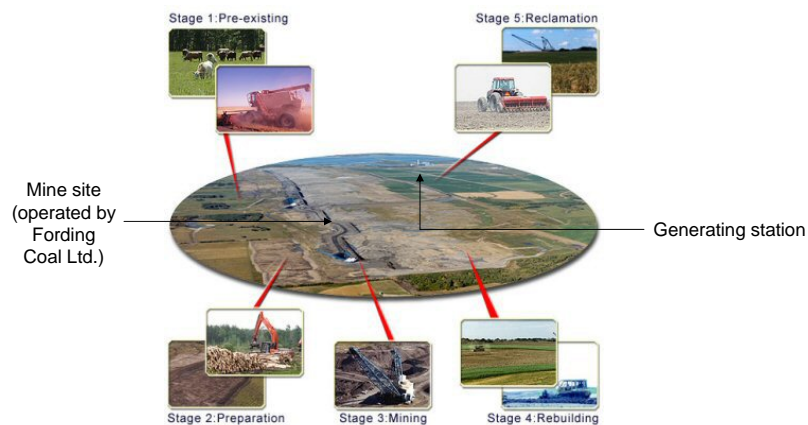 Stage 1:Pre-existing
Stage 5:Reclamation
Mine site
(operated by
Fording
Coal Ltd.)
Generating station
Stage 2:Preparation
Stage 3:Mining
Stage 4:Rebuilding